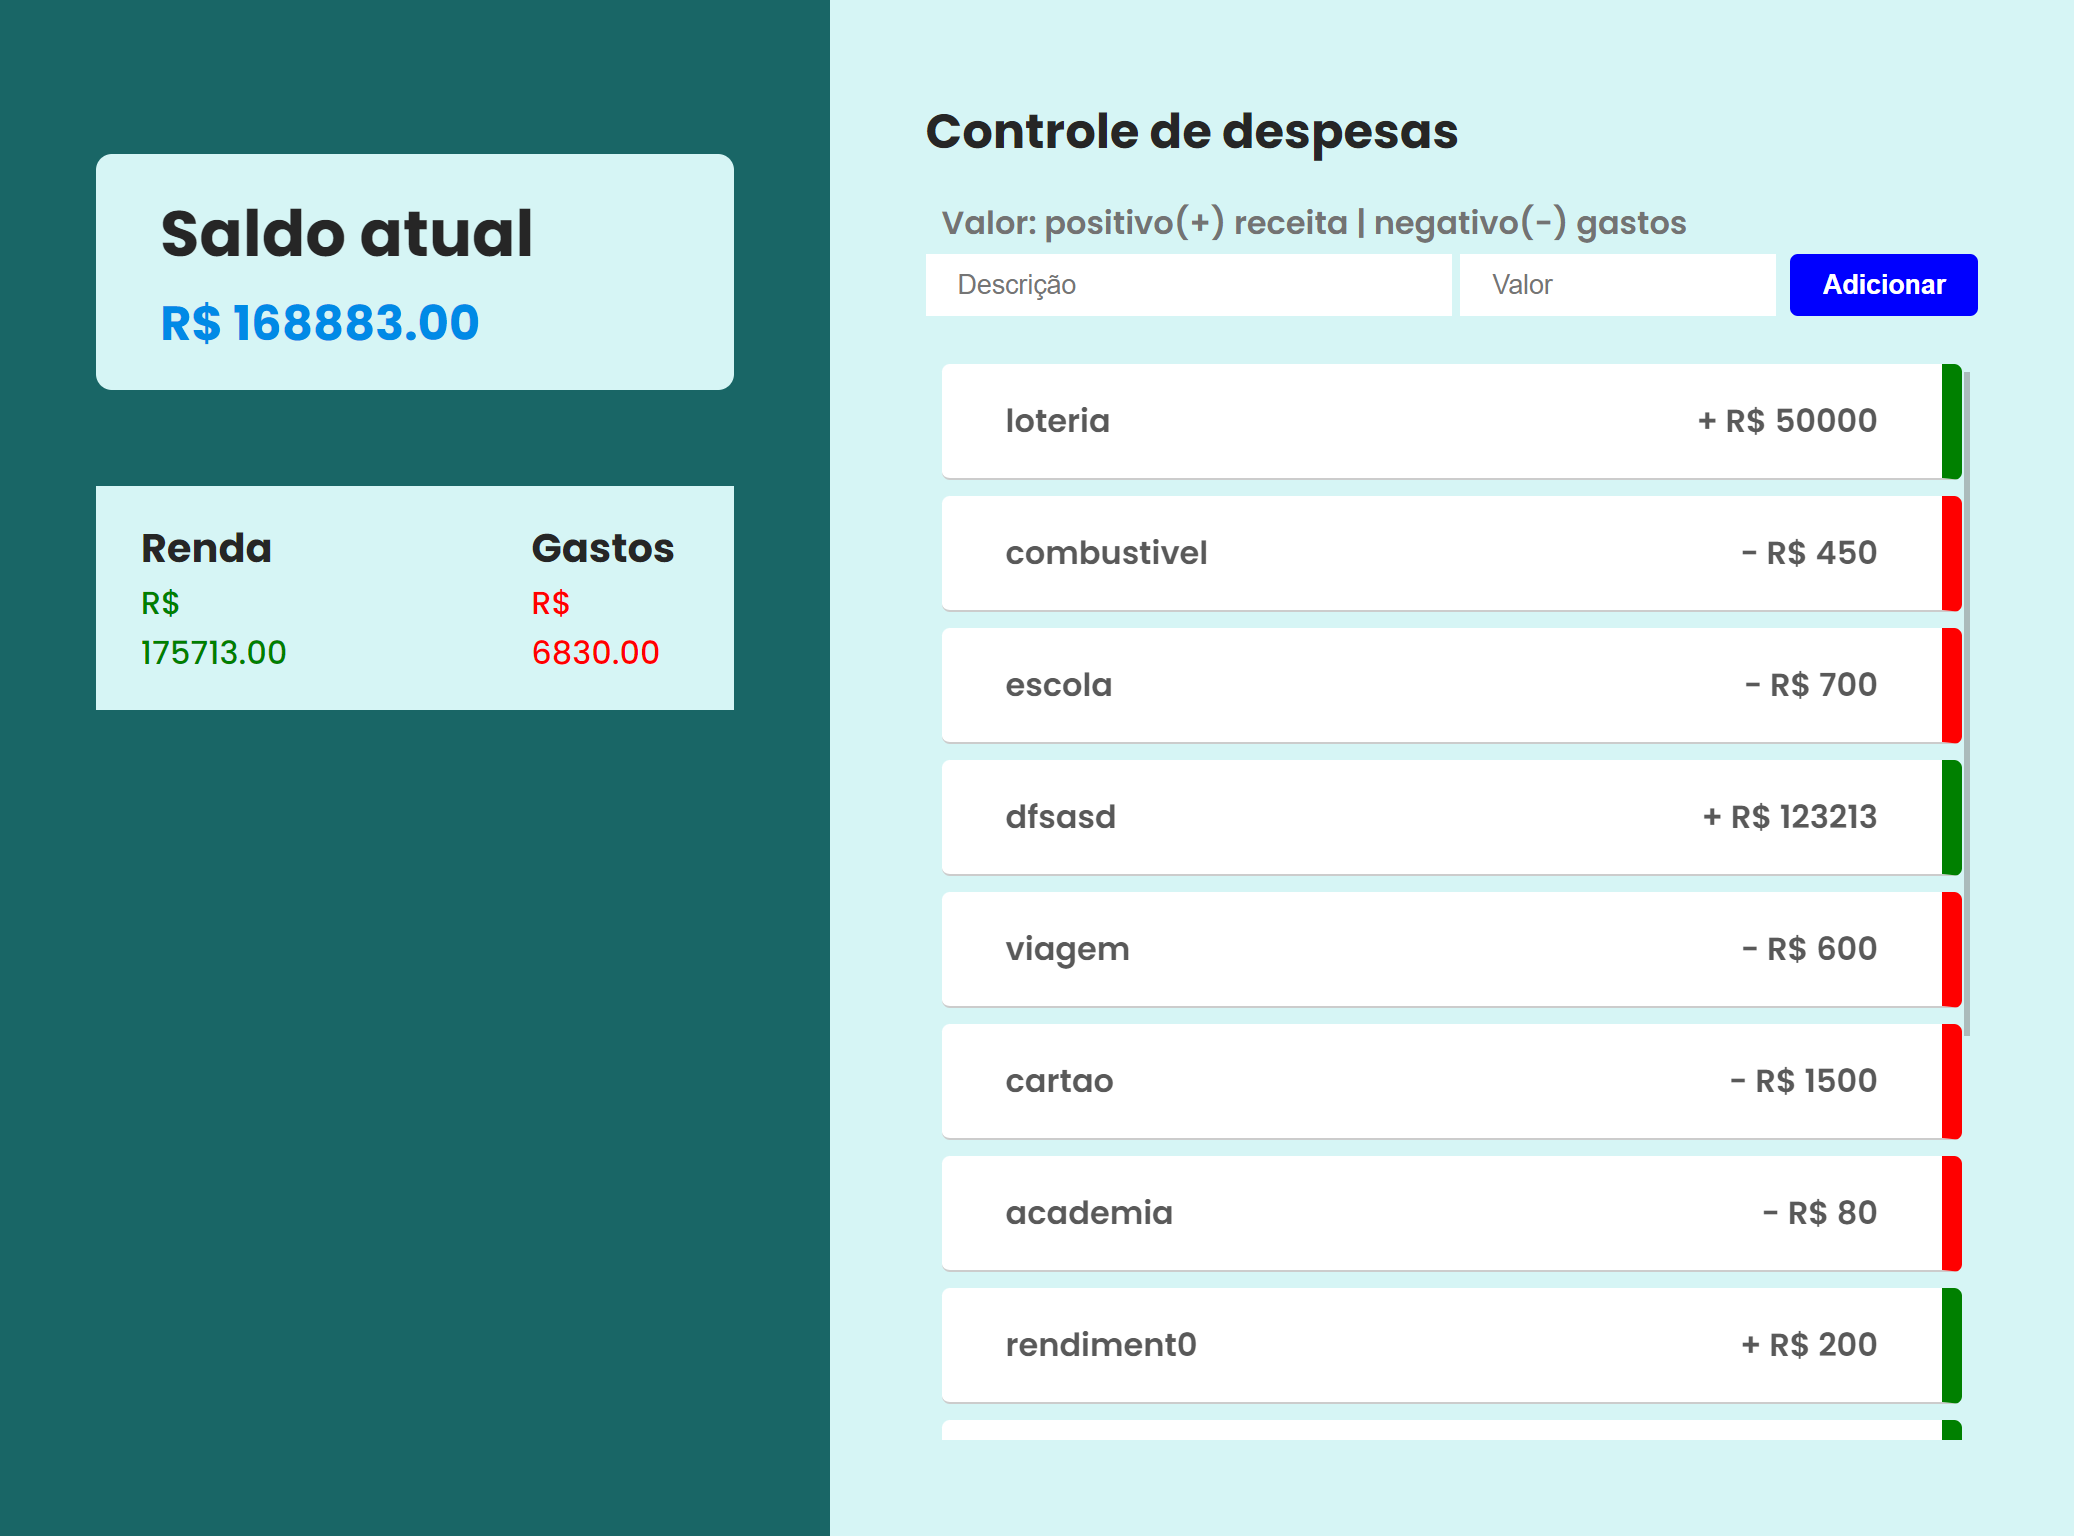 Saldo atual
R$ 168883.00
Renda
R$
175713.00
Gastos
R$
6830.00
Controle de despesas
Valor: positivo(+) receita | negativo(-) gastos
Descrição Valor Adicionar
loteria + R$ 50000
combustivel - R$ 450
escola - R$ 700
dfsasd + R$ 123213
viagem - R$ 600
cartao - R$ 1500
academia - R$ 80
rendiment0 + R$ 200